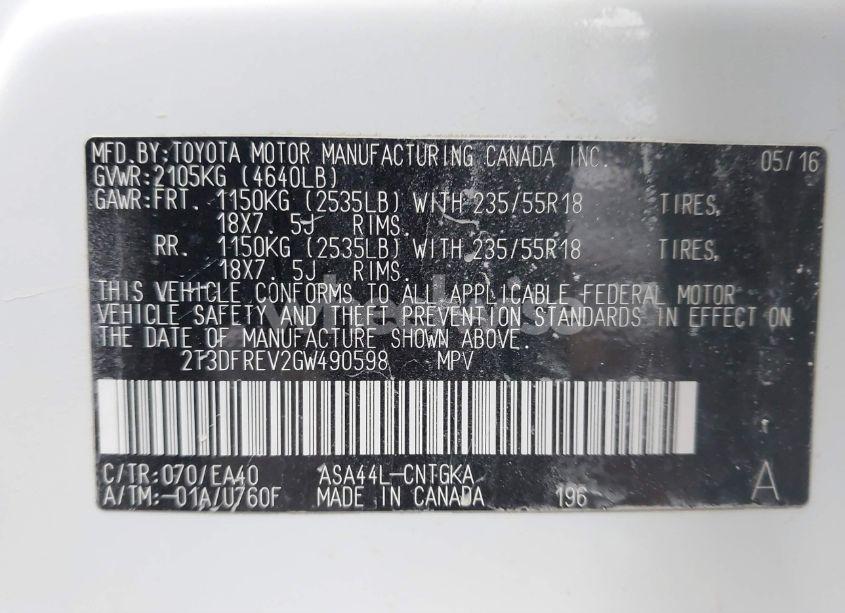 MFD.BY:TOYOTA MOTOR MANUFACTURING CANADA INC. 05/16
GVWR:2105KG (4640LB)
GAWR:FRT. 1150KG (2535LB) WITH 235/55R18 TIRES,
18X7. 5J RIMS.
RR. 1150KG (2535LB) WITH 235/55R18 TIRES,
18X7. 5J RIMS.
THIS VEHICLE CONFORMS TO ALL APPLICABLE FEDERAL MOTOR
VEHICLE SAFETY AND THEFT PREVENTION STANDARDS IN EFFECT ON
THE DATE OF MANUFACTURE SHOWN ABOVE.
2T3DFREV2GW490598 MPV
C/TR:070/EA40 ASA44L-CNTGKA
A/TM:-01A/U760F MADE IN CANADA 196 A